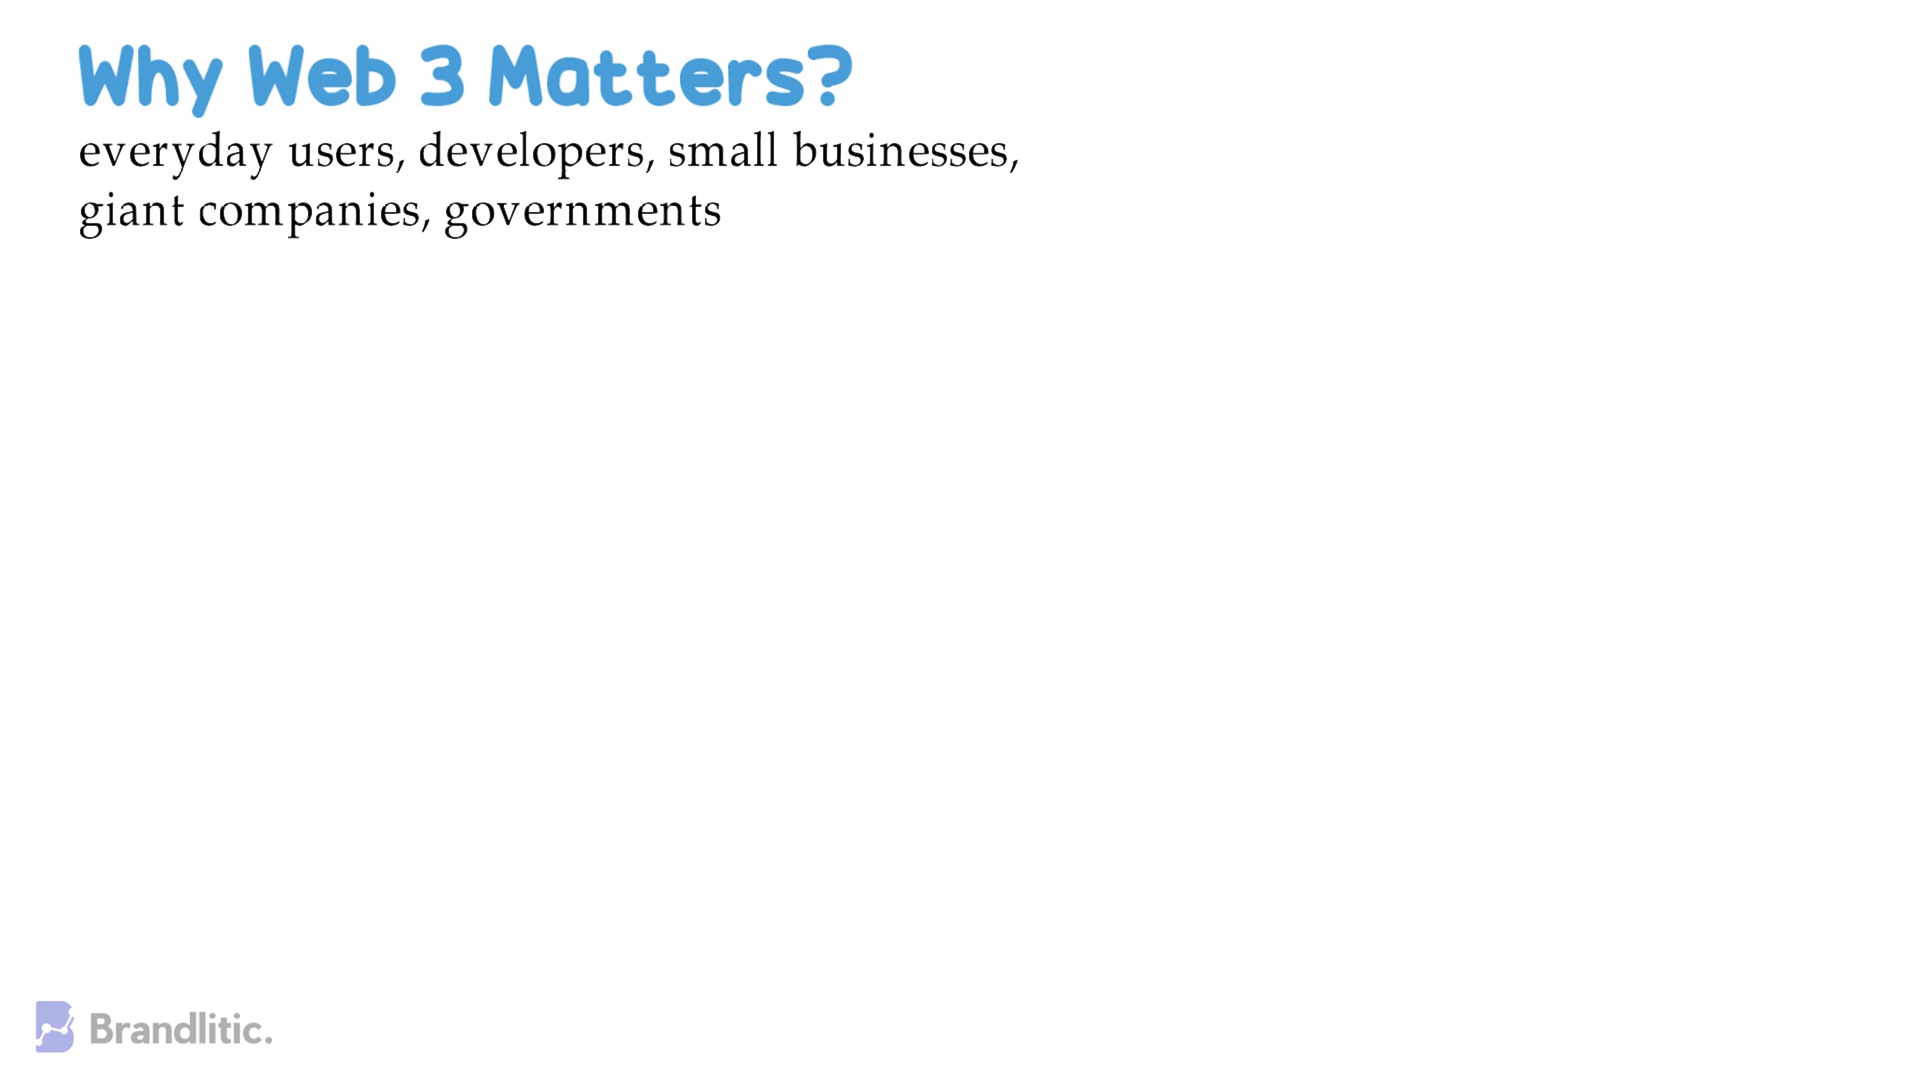 Why Web 3 Matters?
everyday users, developers, small businesses,
giant companies, governments
Brandlitic.